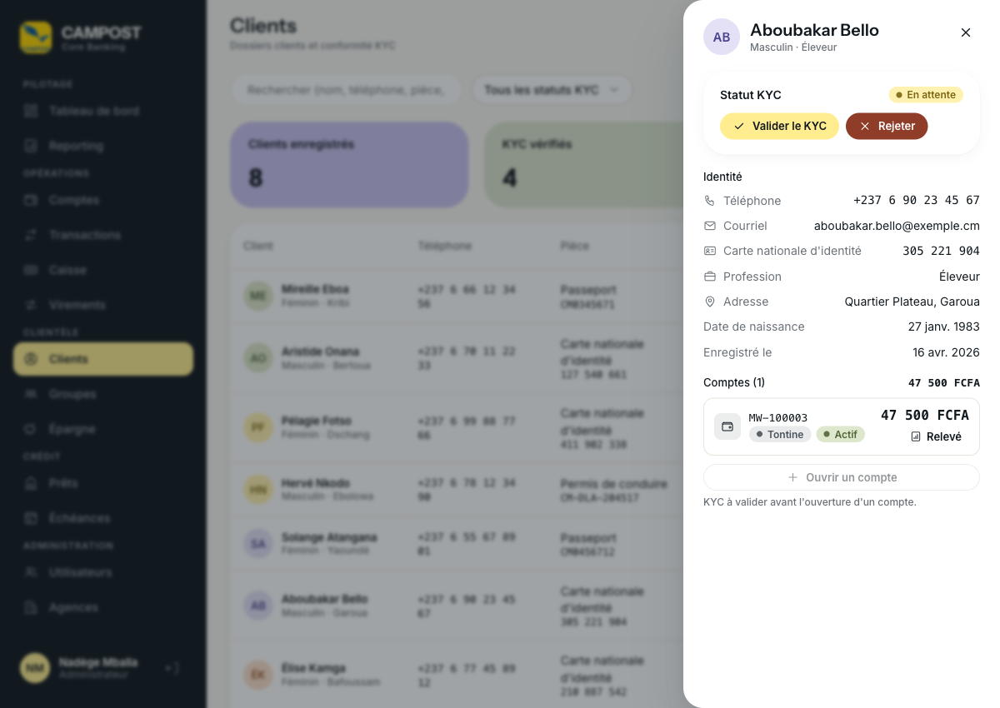 CAMPOST
Core Banking
PILOTAGE
Tableau de bord
Reporting
OPÉRATIONS
Comptes
Transactions
Caisse
Virements
CLIENTÈLE
Clients
Groupes
Épargne
CRÉDIT
Prêts
Échéances
ADMINISTRATION
Utilisateurs
Agences
NM
Nadège Mballa
Administrateur
Clients
Dossiers clients et conformité KYC
Rechercher (nom, téléphone, pièce,
Tous les statuts KYC
Clients enregistrés
8
KYC vérifiés
4
Client Téléphone Pièce
ME
Mireille Eboa
Féminin · Kribi
+237 6 66 12 34
56
Passeport
CM0345671
AO
Aristide Onana
Masculin · Bertoua
+237 6 70 11 22
33
Carte nationale
d'identité
127 540 661
PF
Pélagie Fotso
Féminin · Dschang
+237 6 99 88 77
66
Carte nationale
d'identité
411 902 338
HN
Hervé Nkodo
Masculin · Ebolowa
+237 6 78 12 34
90
Permis de conduire
CM-DLA-204517
SA
Solange Atangana
Féminin · Yaoundé
+237 6 55 67 89
01
Passeport
CM0456712
AB
Aboubakar Bello
Masculin · Garoua
+237 6 90 23 45
67
Carte nationale
d'identité
305 221 904
ÉK
Élise Kamga
Féminin · Bafoussam
+237 6 77 45 89
12
Carte nationale
d'identité
210 887 542
AB
Aboubakar Bello
Masculin · Éleveur
Statut KYC En attente
Valider le KYC Rejeter
Identité
Téléphone +237 6 90 23 45 67
Courriel aboubakar.bello@exemple.cm
Carte nationale d'identité 305 221 904
Profession Éleveur
Adresse Quartier Plateau, Garoua
Date de naissance 27 janv. 1983
Enregistré le 16 avr. 2026
Comptes (1) 47 500 FCFA
MW-100003 47 500 FCFA
Tontine Actif Relevé
Ouvrir un compte
KYC à valider avant l'ouverture d'un compte.